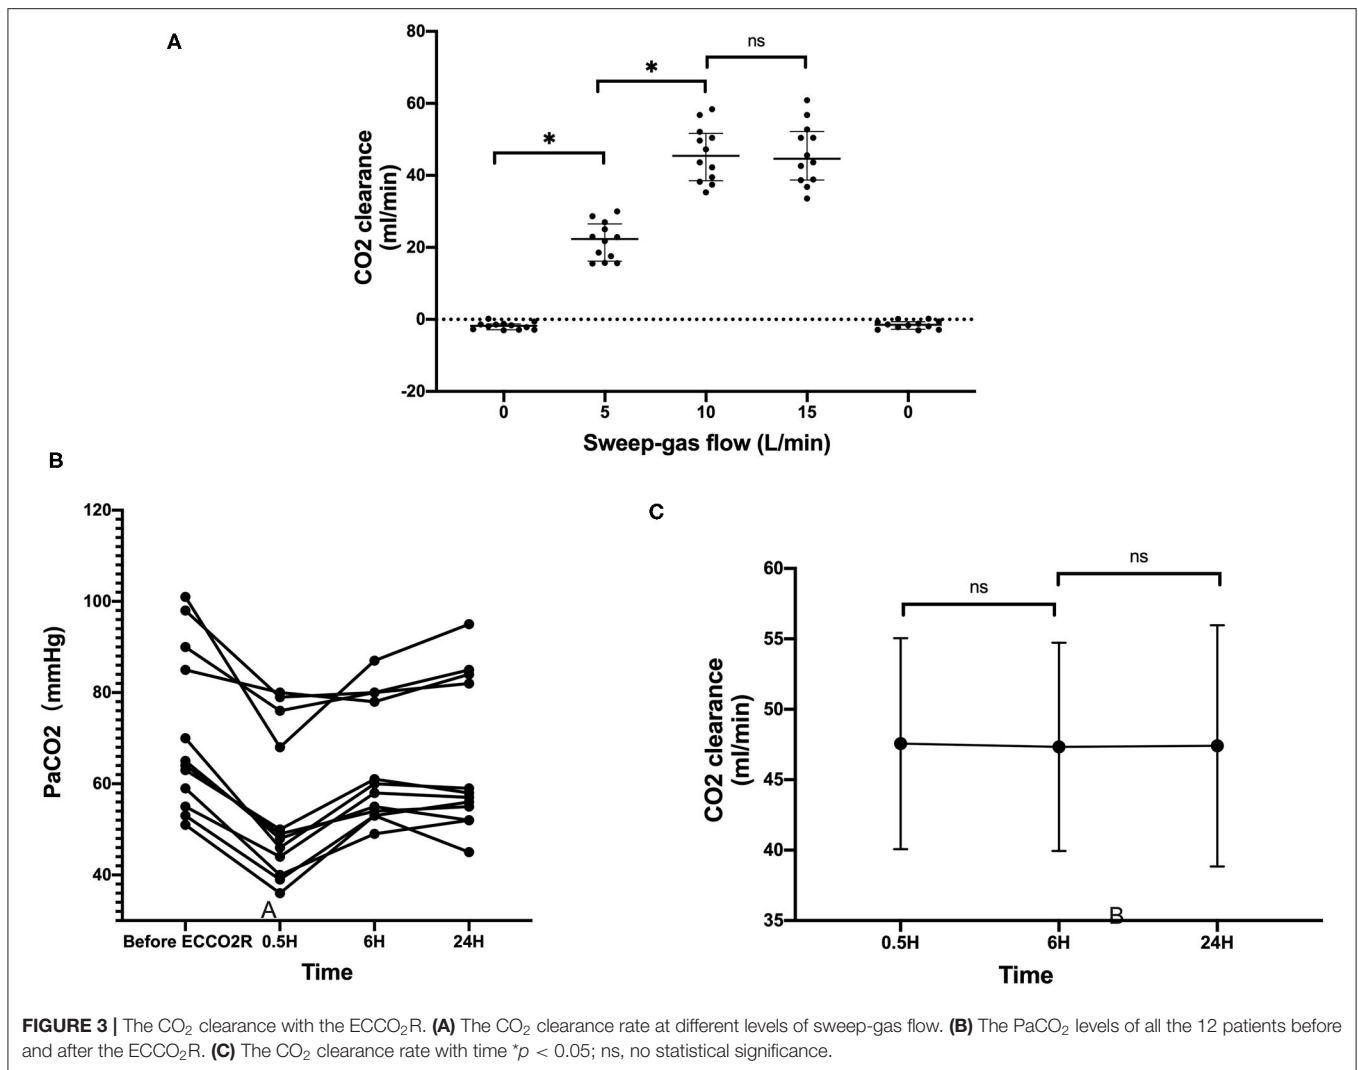 A
80
ns
*
60
*
CO2 clearance
(ml/min)
40
20
0
-20
0 5 10 15 0
Sweep-gas flow (L/min)
B
120
100
PaCO2 (mmHg)
80
60
40
A
Before ECCO2R 0.5H 6H 24H
Time
C
60
ns
ns
55
CO2 clearance
(ml/min)
50
45
40
35
B
0.5H 6H 24H
Time
FIGURE 3 | The CO₂ clearance with the ECCO₂R. (A) The CO₂ clearance rate at different levels of sweep-gas flow. (B) The PaCO₂ levels of all the 12 patients before
and after the ECCO₂R. (C) The CO₂ clearance rate with time *p < 0.05; ns, no statistical significance.